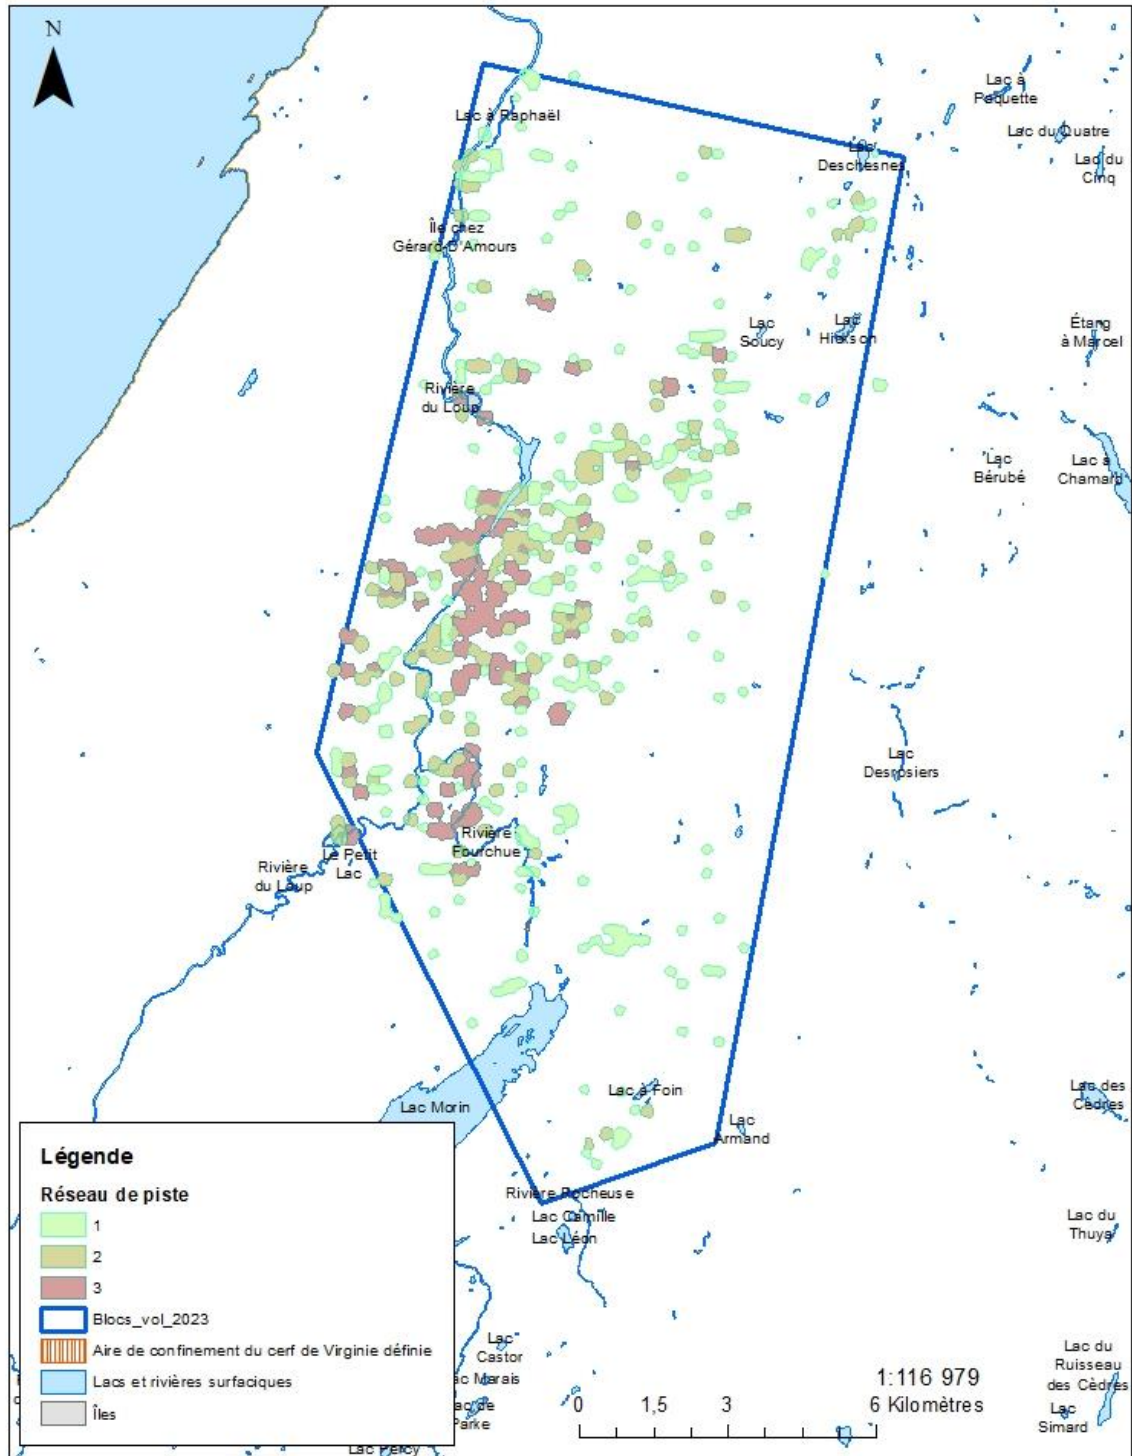 N
Lac à
Paquette
Lac à Raphaël
Lac du Quatre
Lac
Deschesnes
Lac du
Cinq
Île chez
Gérard-D'Amours
Lac
Soucy
Lac
Hickson
Étang
à Marcel
Rivière
du Loup
Lac
Bérubé
Lac à
Chamard
Lac
Desrosiers
Rivière
Fourchue
Le Petit
Lac
Rivière
du Loup
Lac à Foin
Lac Morin
Lac
Armand
Lac des
Cèdres
Rivière Rocheuse
Lac Camille
Lac Léon
Lac du
Thuya
Lac
Castor
Lac Marais
Lac de
Parke
Lac Percy
Lac du
Ruisseau
des Cèdres
Lac
Simard
Légende
Réseau de piste
1
2
3
Blocs_vol_2023
Aire de confinement du cerf de Virginie définie
Lacs et rivières surfaciques
Îles
1:116 979
0 1,5 3 6 Kilomètres